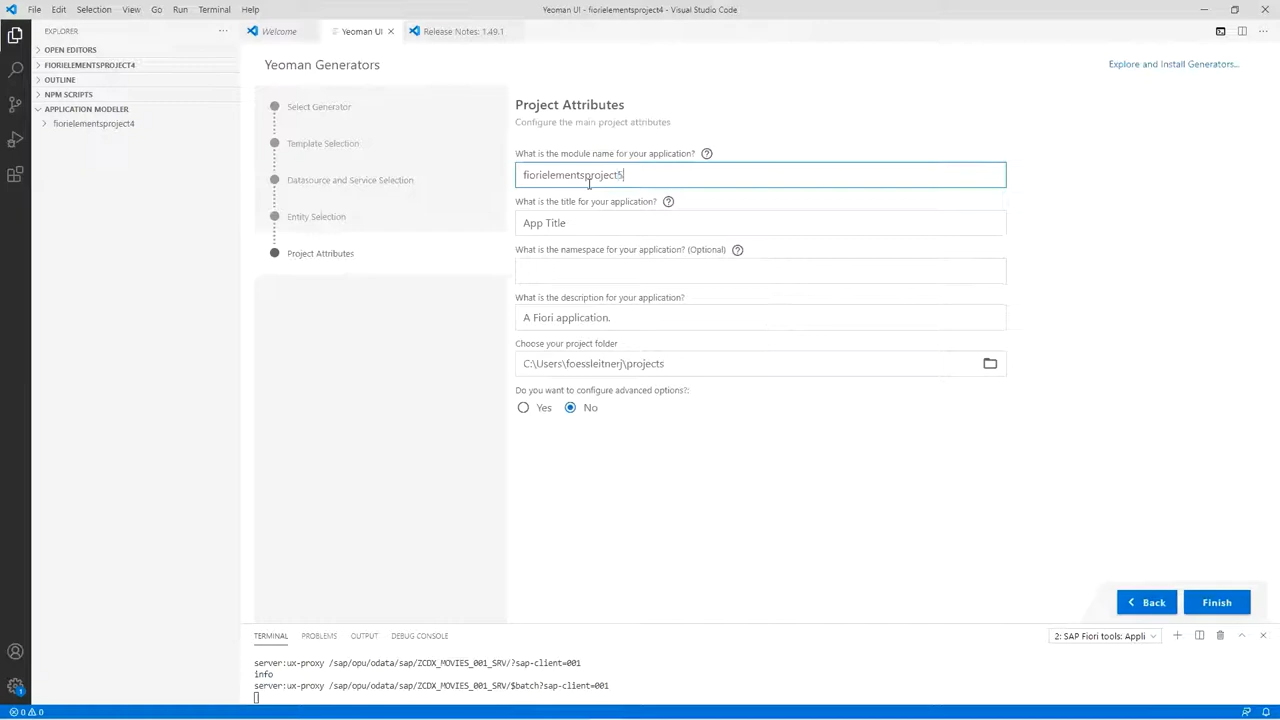 File Edit Selection View Go Run Terminal Help
Yeoman UI - fiorielementsproject4 - Visual Studio Code
EXPLORER
OPEN EDITORS
FIORIELEMENTSPROJECT4
OUTLINE
NPM SCRIPTS
APPLICATION MODELER
fiorielementsproject4
Welcome
Yeoman UI
Release Notes: 1.49.1
Yeoman Generators
Explore and Install Generators...
Select Generator
Template Selection
Datasource and Service Selection
Entity Selection
Project Attributes
Project Attributes
Configure the main project attributes
What is the module name for your application?
fiorielementsproject5
What is the title for your application?
App Title
What is the namespace for your application? (Optional)
What is the description for your application?
A Fiori application.
Choose your project folder
C:\Users\foessleitnerj\projects
Do you want to configure advanced options?:
Yes No
Back
Finish
TERMINAL PROBLEMS OUTPUT DEBUG CONSOLE
2: SAP Fiori tools: Appli
server:ux-proxy /sap/opu/odata/sap/ZCDX_MOVIES_001_SRV/?sap-client=001
info
server:ux-proxy /sap/opu/odata/sap/ZCDX_MOVIES_001_SRV/$batch?sap-client=001
1
0 0